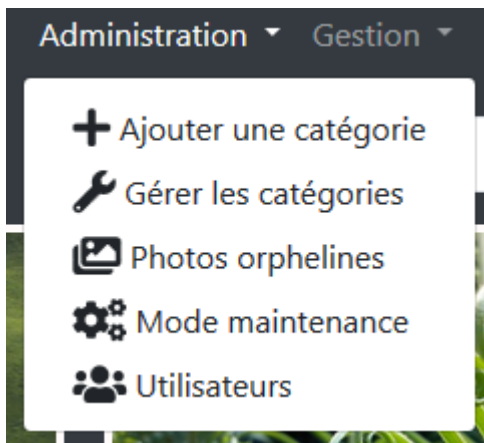 Administration Gestion
Ajouter une catégorie
Gérer les catégories
Photos orphelines
Mode maintenance
Utilisateurs